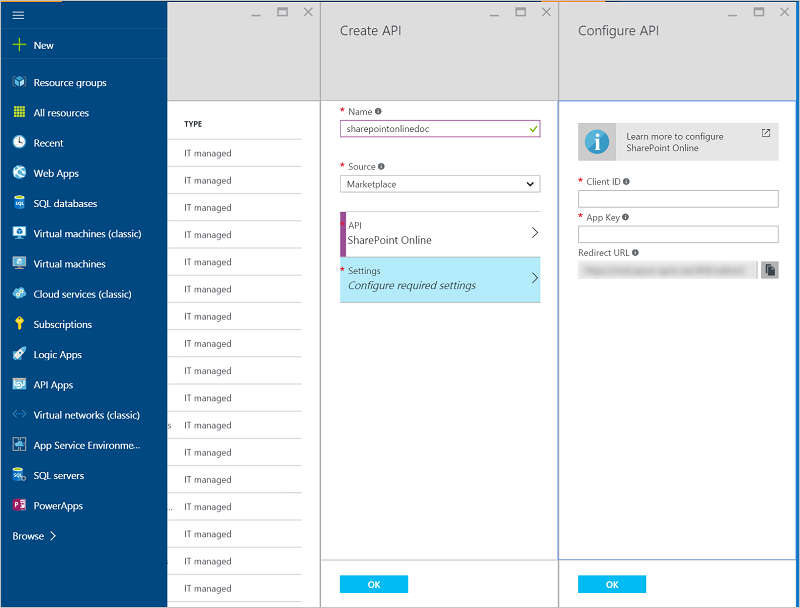 New
Resource groups
All resources
Recent
Web Apps
SQL databases
Virtual machines (classic)
Virtual machines
Cloud services (classic)
Subscriptions
Logic Apps
API Apps
Virtual networks (classic)
App Service Environme...
SQL servers
PowerApps
Browse
TYPE
IT managed
IT managed
IT managed
IT managed
IT managed
IT managed
IT managed
IT managed
IT managed
IT managed
s IT managed
IT managed
IT managed
... IT managed
IT managed
IT managed
IT managed
Create API
* Name
sharepointonlinedoc
* Source
Marketplace
* API
SharePoint Online
* Settings
Configure required settings
OK
Configure API
Learn more to configure
SharePoint Online
* Client ID
* App Key
Redirect URL
OK